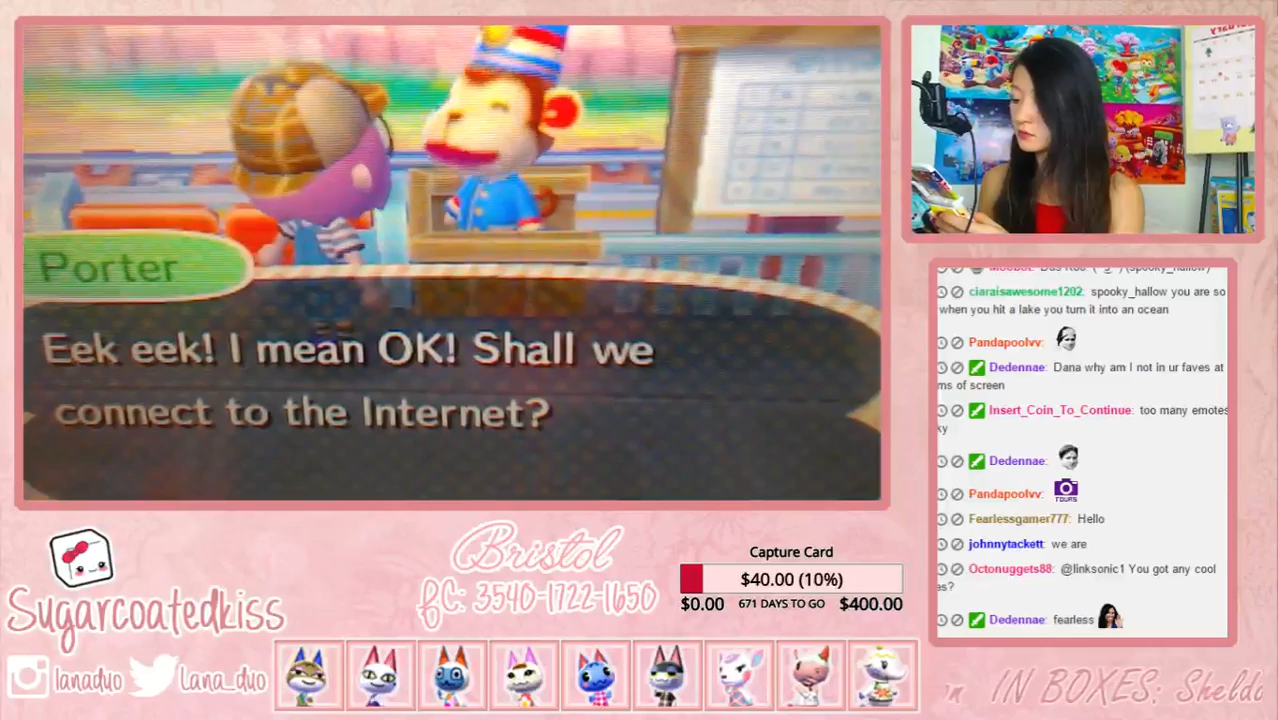 Porter
Eek eek! I mean OK! Shall we
connect to the Internet?
ciaraisawesome1202: spooky_hallow you are so
when you hit a lake you turn it into an ocean
Pandapoolvv:
Dedennae: Dana why am I not in ur faves at
ms of screen
Insert_Coin_To_Continue: too many emotes
ky
Dedennae:
Pandapoolvv:
TOURS
Fearlessgamer777: Hello
johnnytackett: we are
Octonuggets88: @linksonic1 You got any cool
es?
Dedennae: fearless
Sugarcoatedkiss
lanaduo
Lana_duo
Bristol
FC: 3540-1722-1650
Capture Card
$40.00 (10%)
$0.00 671 DAYS TO GO $400.00
IN BOXES: Sheldo